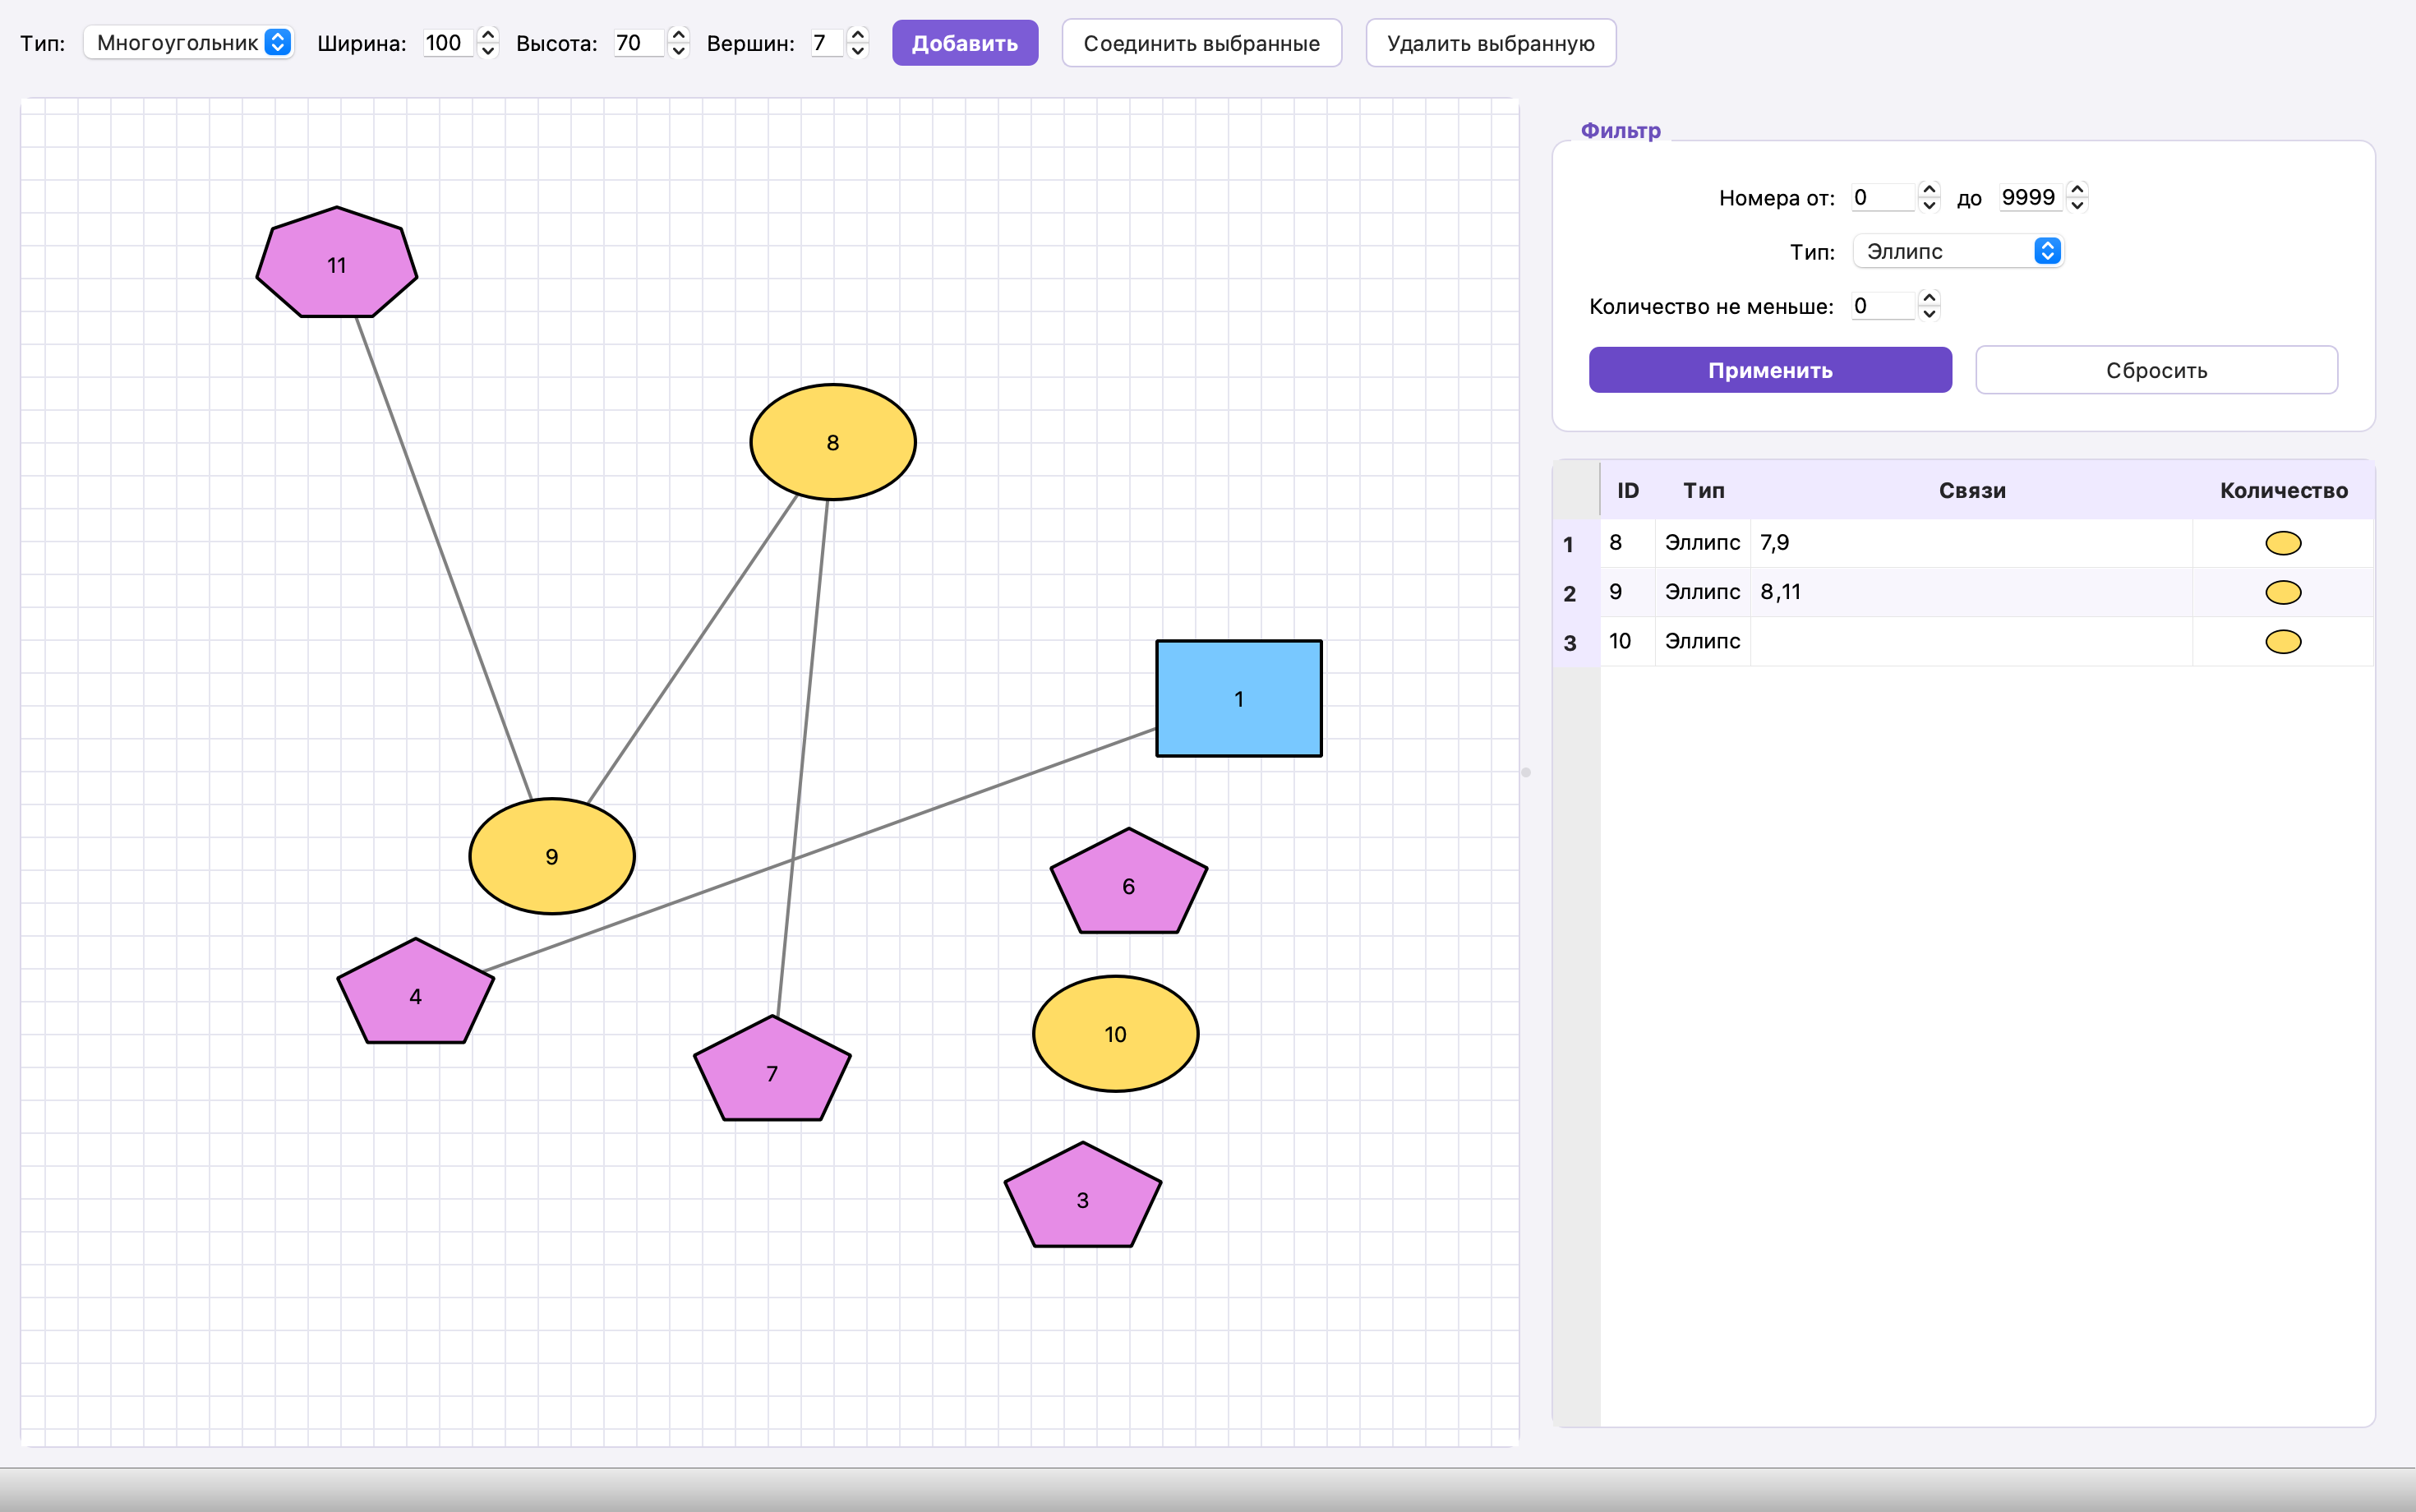 Тип: Многоугольник Ширина: 100 Высота: 70 Вершин: 7 Добавить Соединить выбранные Удалить выбранную
11
8
1
9
6
4
10
7
3
Фильтр
Номера от: 0 до 9999
Тип: Эллипс
Количество не меньше: 0
Применить Сбросить
ID Тип Связи Количество
1 8 Эллипс 7,9
2 9 Эллипс 8,11
3 10 Эллипс